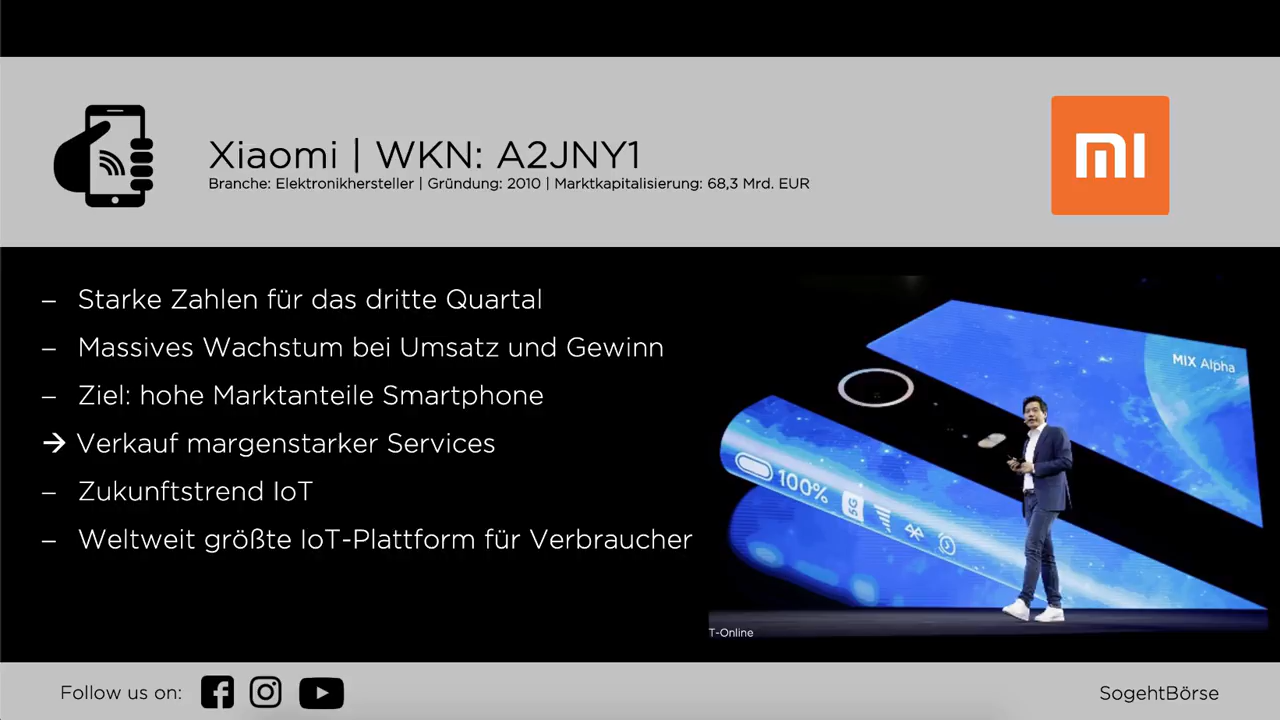 Xiaomi | WKN: A2JNY1
Branche: Elektronikhersteller | Gründung: 2010 | Marktkapitalisierung: 68,3 Mrd. EUR
mi
– Starke Zahlen für das dritte Quartal
– Massives Wachstum bei Umsatz und Gewinn
– Ziel: hohe Marktanteile Smartphone
→ Verkauf margenstarker Services
– Zukunftstrend IoT
– Weltweit größte IoT-Plattform für Verbraucher
MIX Alpha
100%
5G
T-Online
Follow us on:
SogehtBörse